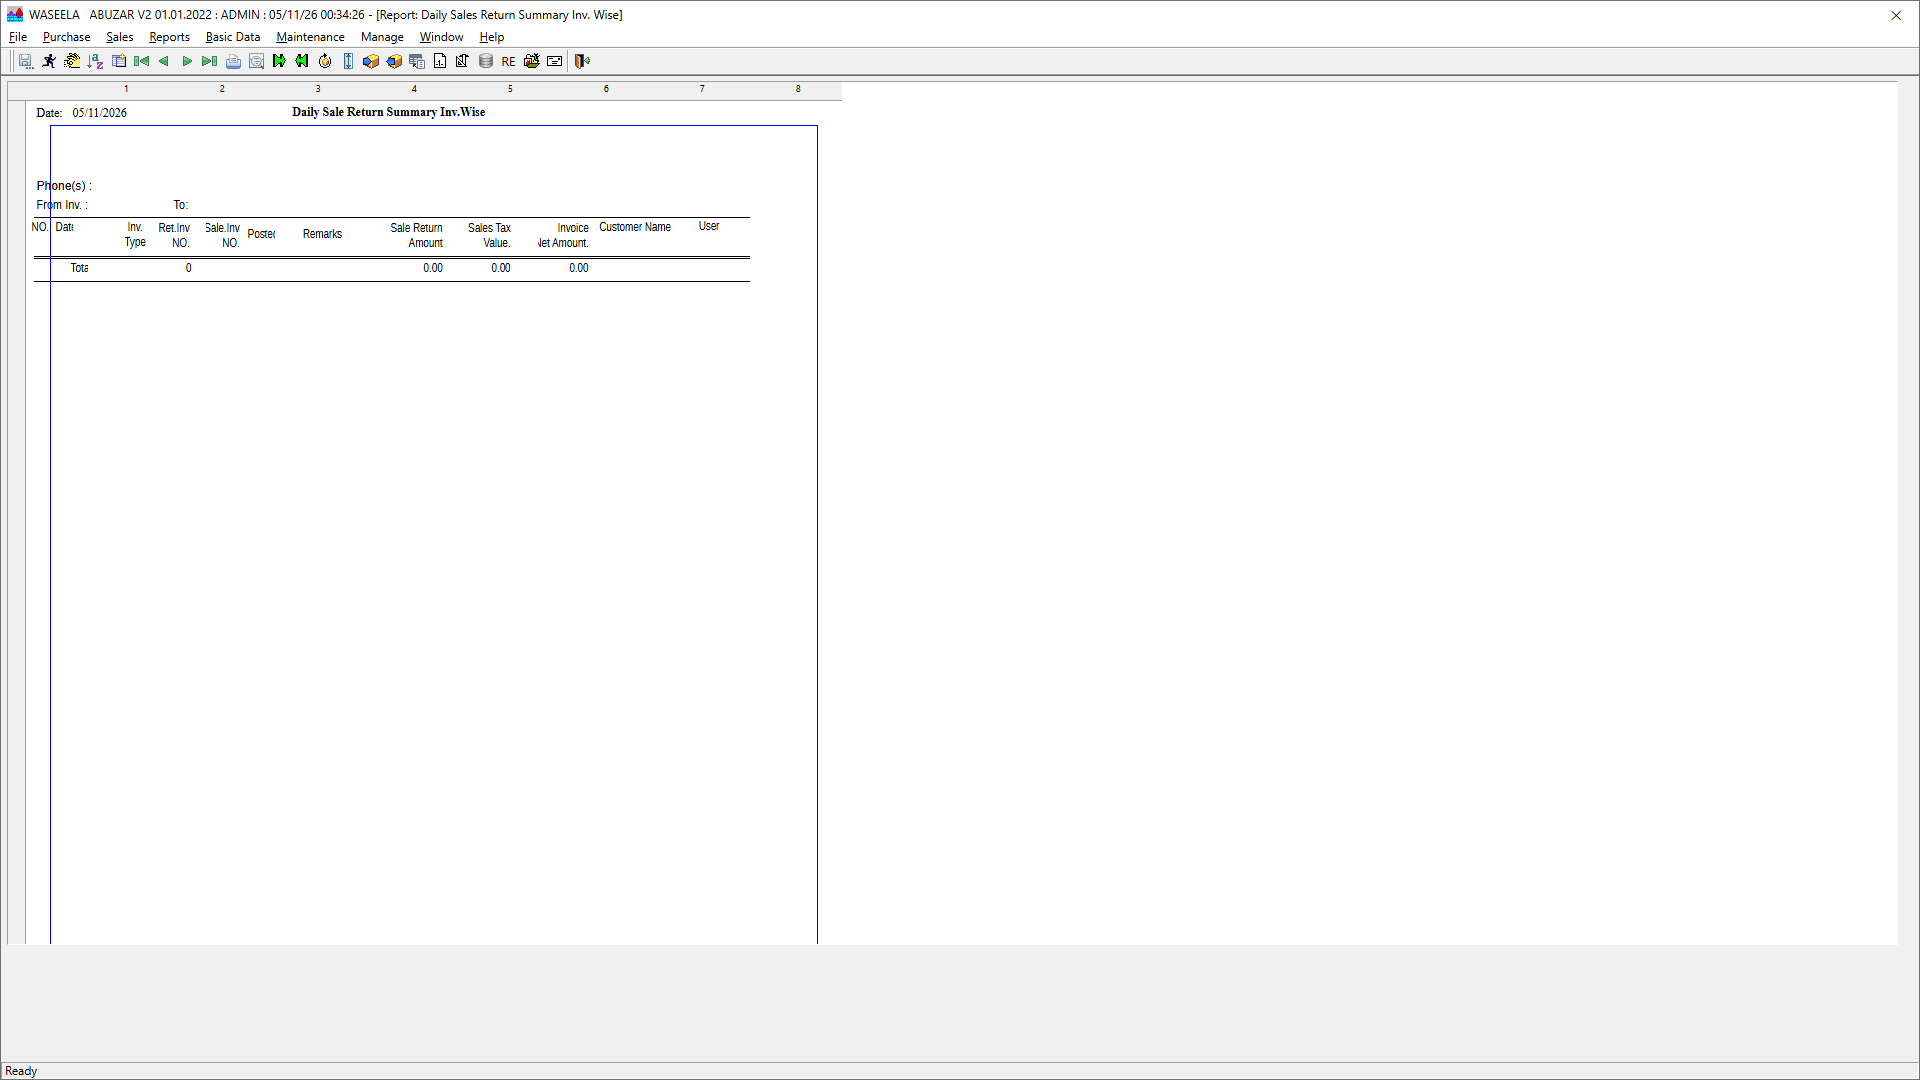 WASEELA ABUZAR V2 01.01.2022 : ADMIN : 05/11/26 00:34:26 - [Report: Daily Sales Return Summary Inv. Wise]
File Purchase Sales Reports Basic Data Maintenance Manage Window Help
RE
1 2 3 4 5 6 7 8
Date: 05/11/2026 Daily Sale Return Summary Inv.Wise
Phone(s) :
From Inv. : To:
NO. Date Inv. Ret.Inv Sale.Inv Posted Remarks Sale Return Sales Tax Invoice Customer Name User
Type NO. NO. Amount Value. Net Amount.
Tota 0 0.00 0.00 0.00
Ready